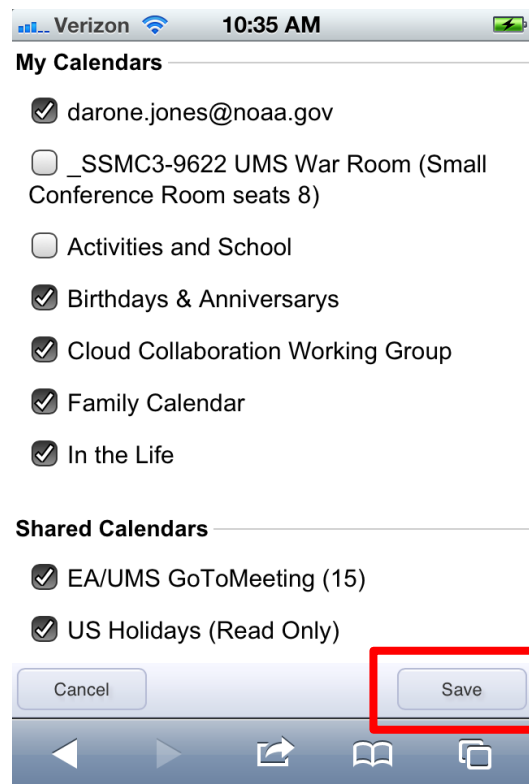 Verizon 10:35 AM
My Calendars
darone.jones@noaa.gov
_SSMC3-9622 UMS War Room (Small
Conference Room seats 8)
Activities and School
Birthdays & Anniversarys
Cloud Collaboration Working Group
Family Calendar
In the Life
Shared Calendars
EA/UMS GoToMeeting (15)
US Holidays (Read Only)
Cancel Save